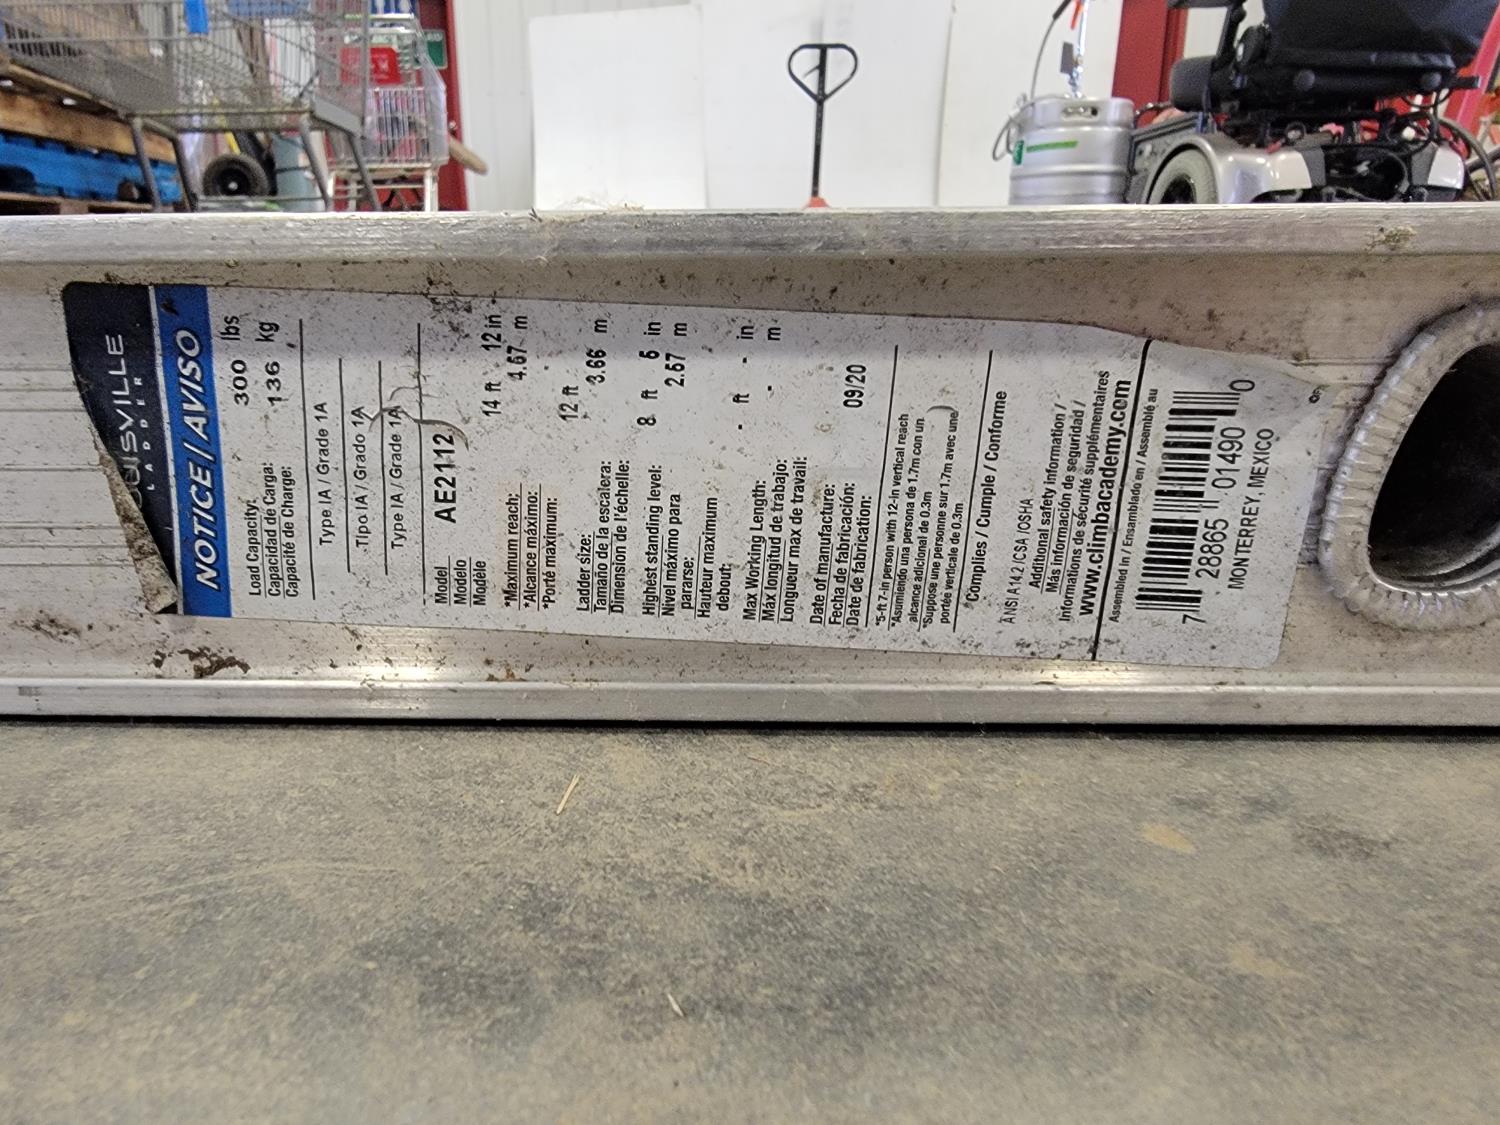 LADDER
NOTICE / AVISO
Load Capacity: 300 lbs
Capacidad de Carga: 136 kg
Capacité de Charge:
Type IA / Grade 1A
Tipo IA / Grado 1A
Type IA / Grade 1A
Model AE2112
Modelo
Modèle
*Maximum reach: 14 ft 12 in
*Alcance máximo: 4.67 m
*Porté maximum:
Ladder size: 12 ft
Tamaño de la escalera: 3.66 m
Dimension de l'échelle:
Highest standing level: 8 ft 6 in
Nivel máximo para 2.57 m
pararse:
Hauteur maximum
debout:
Max Working Length: - ft - in
Máx longitud de trabajo: - - m
Longueur max de travail:
Date of manufacture:
Fecha de fabricación: 09/20
Date de fabrication:
*5-ft 7-in person with 12-in vertical reach
*Asumiendo una persona de 1.7m con un
alcance adicional de 0.3m
*Suppose une personne sur 1.7m avec une
portée verticale de 0.3m
Complies / Cumple / Conforme
ANSI A14.2 /CSA /OSHA
Additional safety information /
Más información de seguridad /
Informations de sécurité supplémentaires
www.climbacademy.com
Assembled in / Ensamblado en / Assemblé au
7 28865 01490 0
MONTERREY, MEXICO